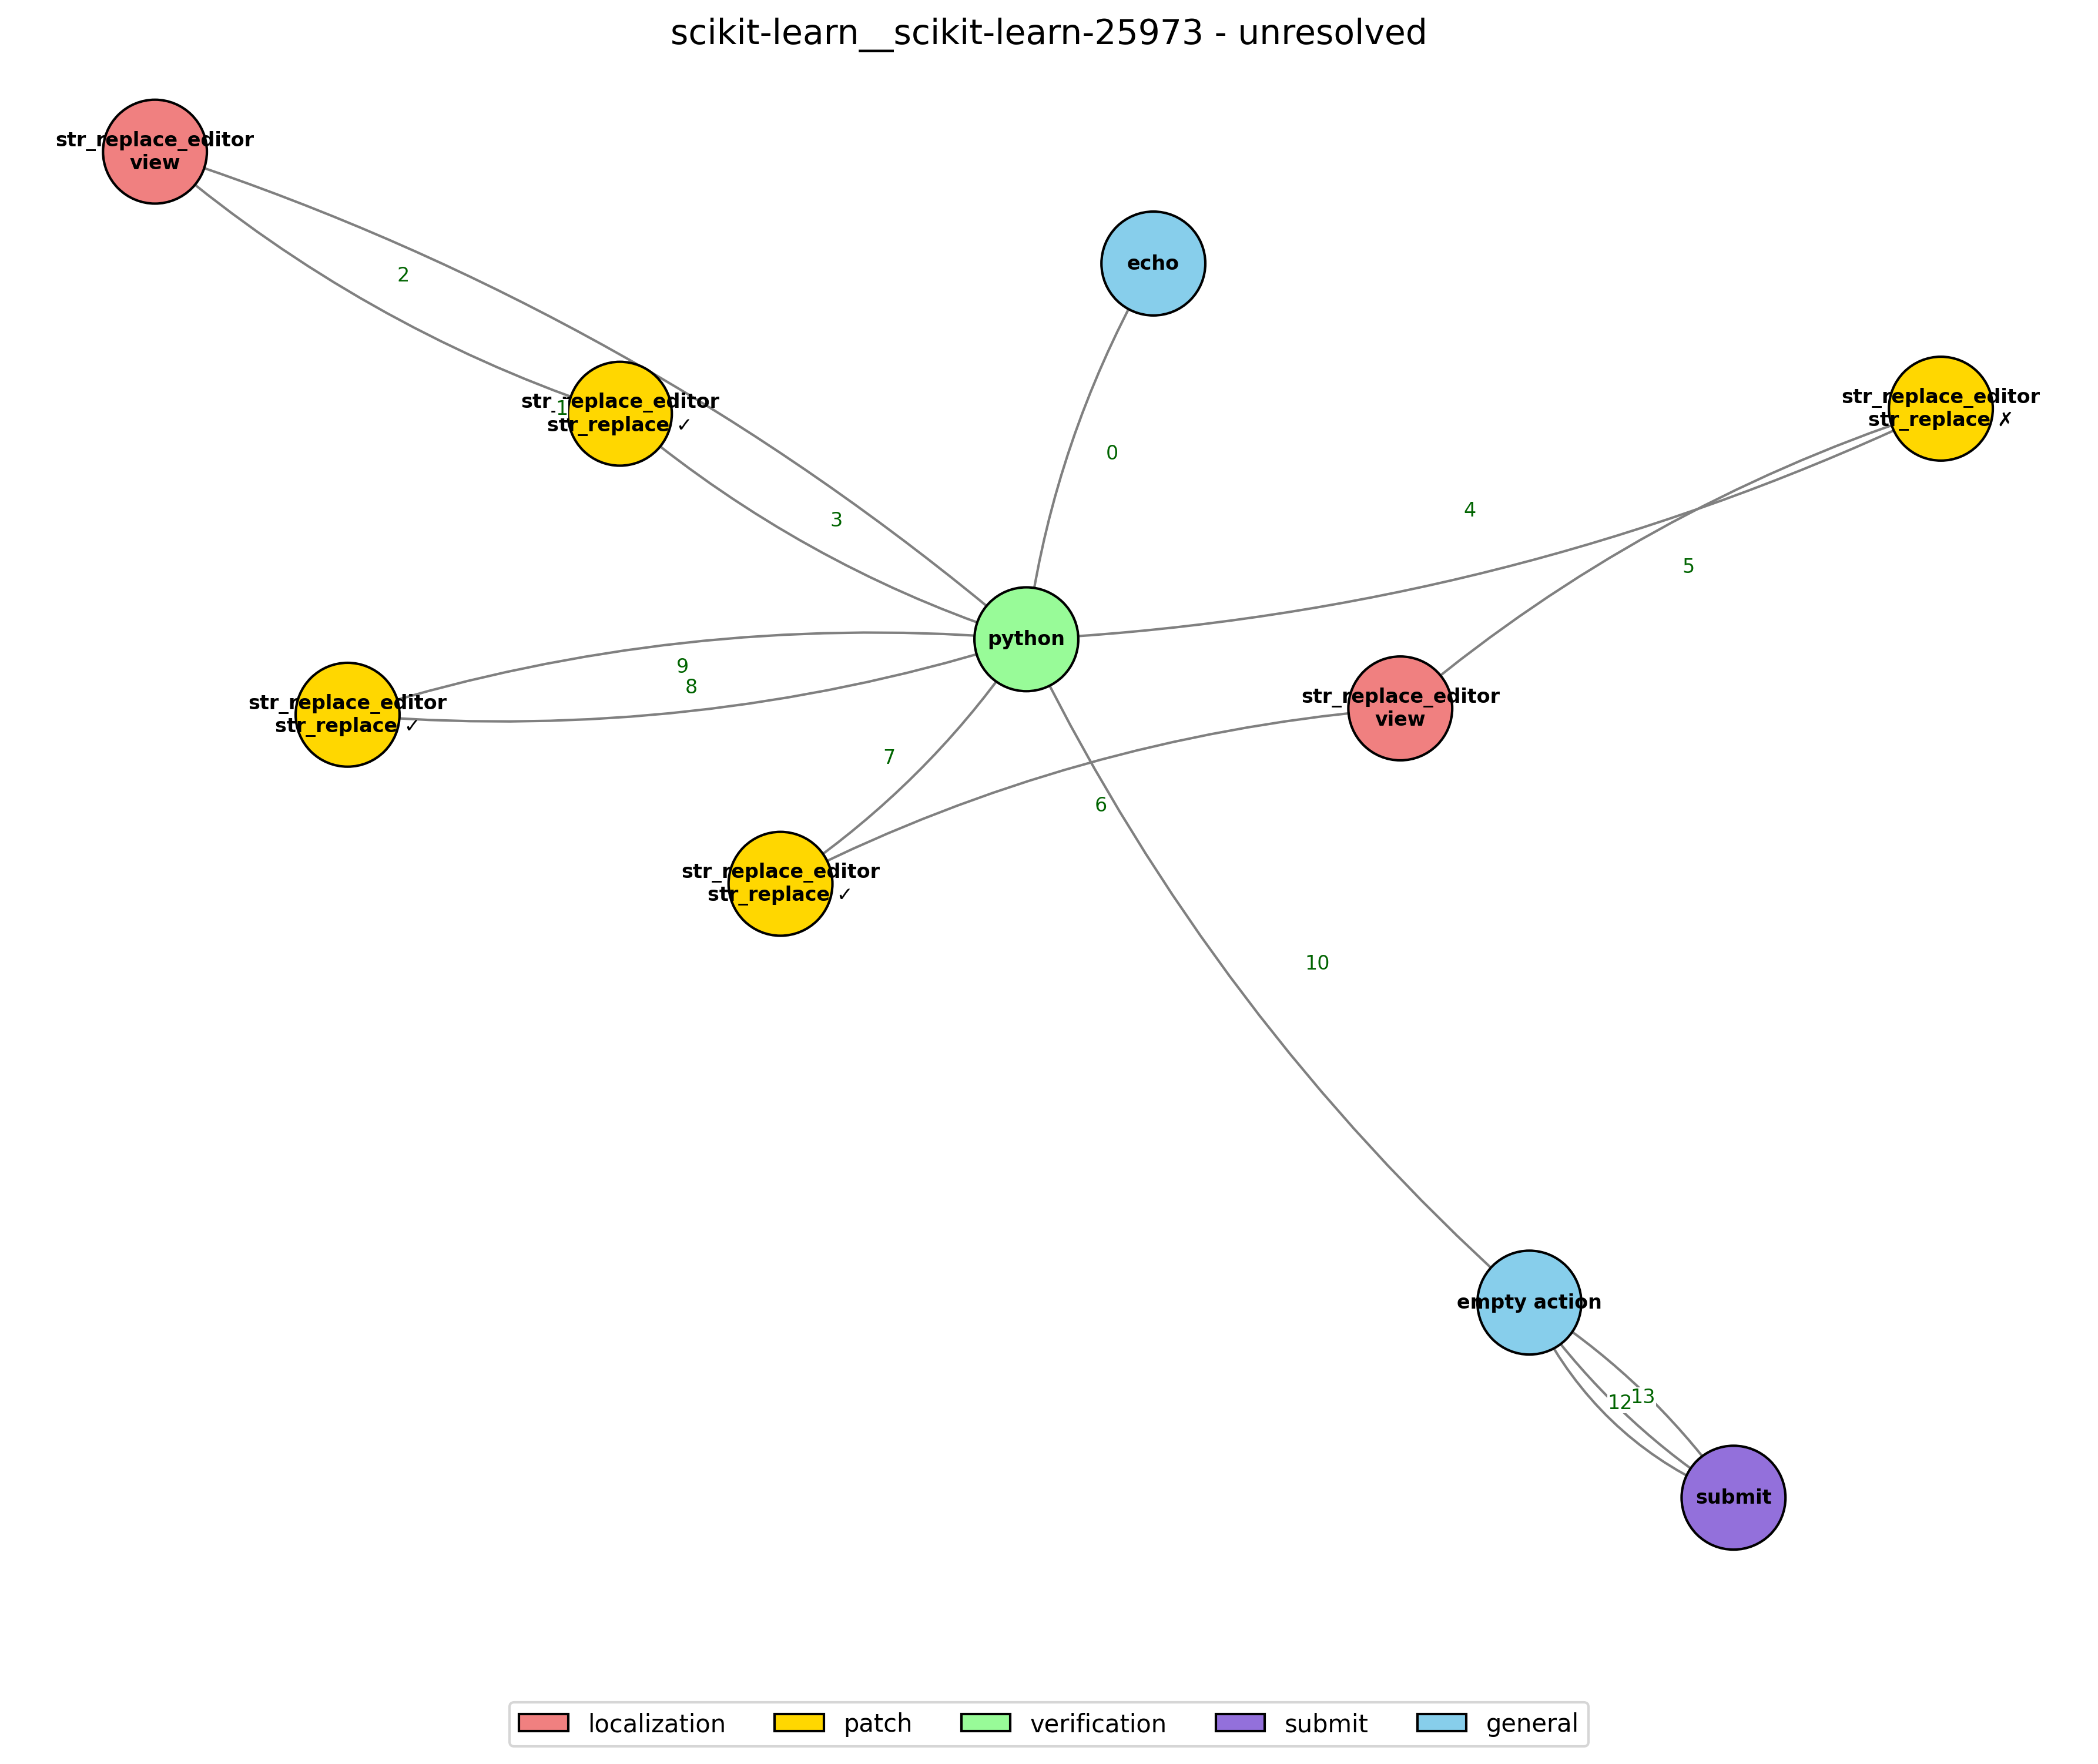 scikit-learn__scikit-learn-25973 - unresolved
str_replace_editor
view
2
echo
1
str_replace_editor
str_replace ✓
0
str_replace_editor
str_replace ✗
3
4
5
python
9
8
str_replace_editor
str_replace ✓
str_replace_editor
view
7
6
str_replace_editor
str_replace ✓
10
empty action
12
13
submit
localization
patch
verification
submit
general